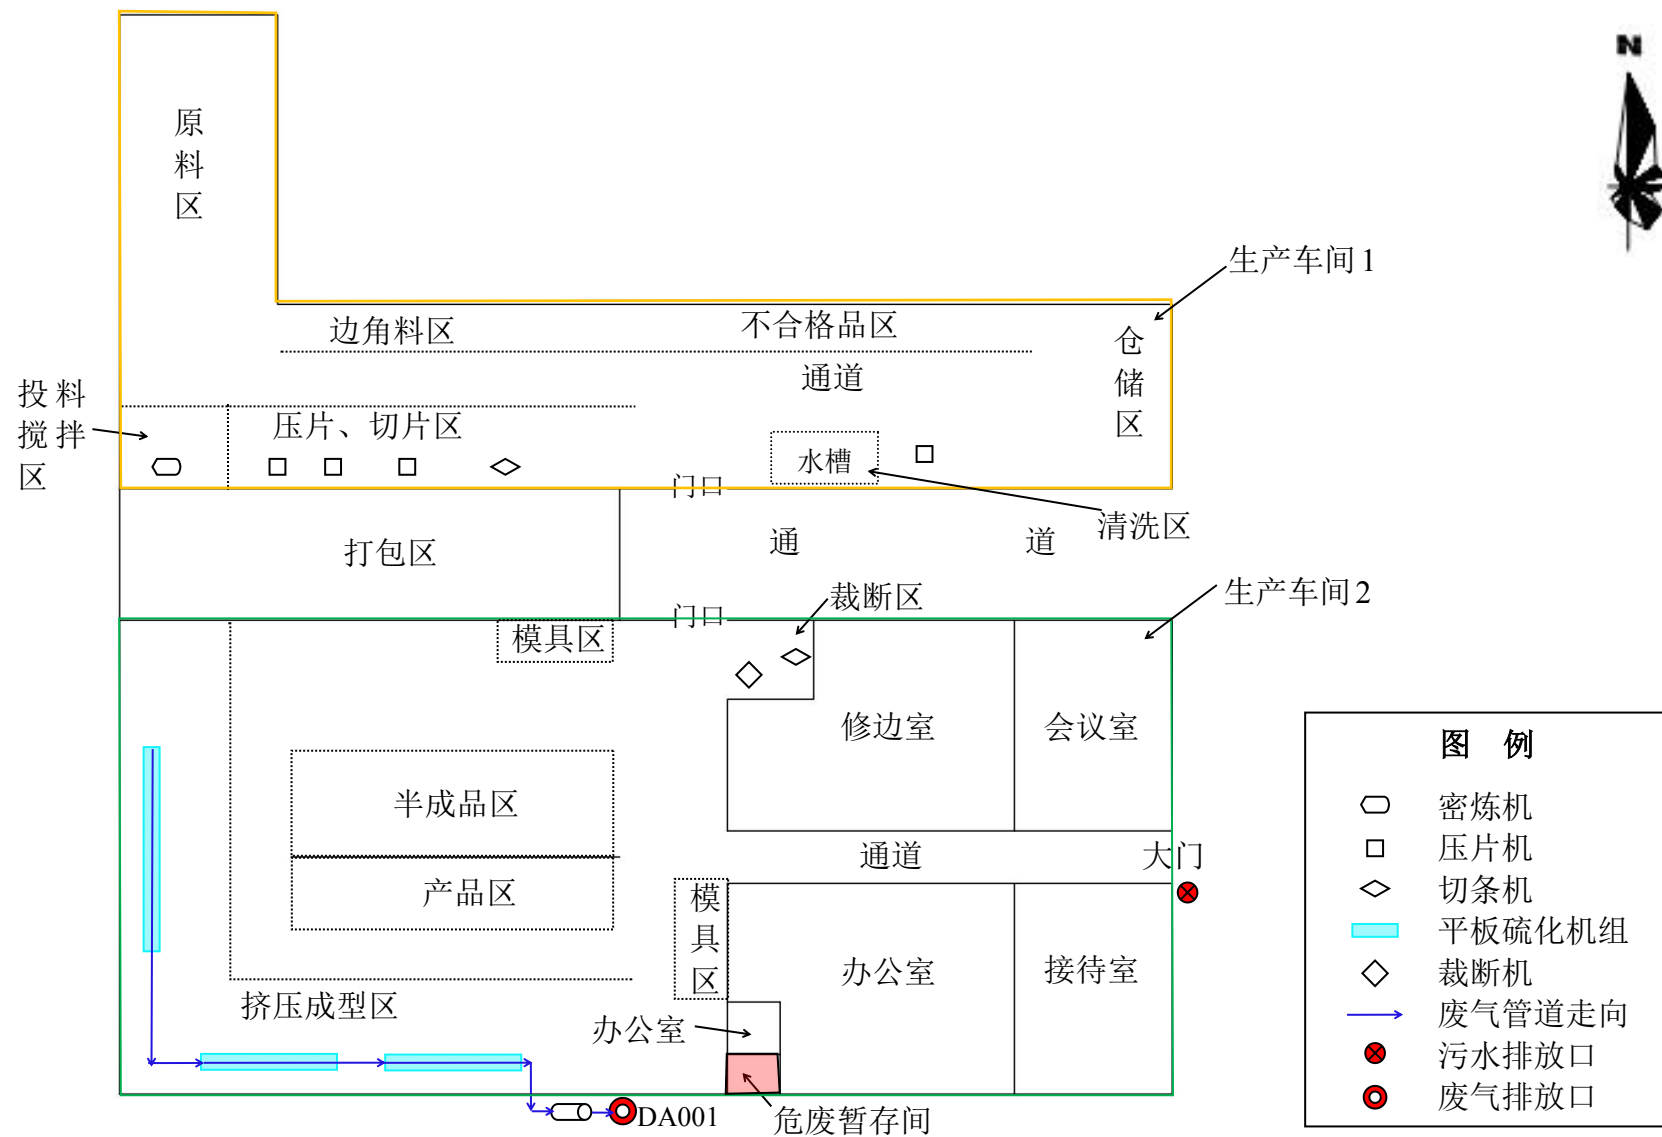 N
原料区
生产车间1
边角料区
不合格品区
仓储区
通道
投料搅拌区
压片、切片区
水槽
门口
清洗区
打包区
通 道
裁断区
生产车间2
门口
模具区
修边室
会议室
半成品区
通道
大门
产品区
模具区
办公室
接待室
挤压成型区
办公室
DA001
危废暂存间
图 例
密炼机
压片机
切条机
平板硫化机组
裁断机
废气管道走向
污水排放口
废气排放口